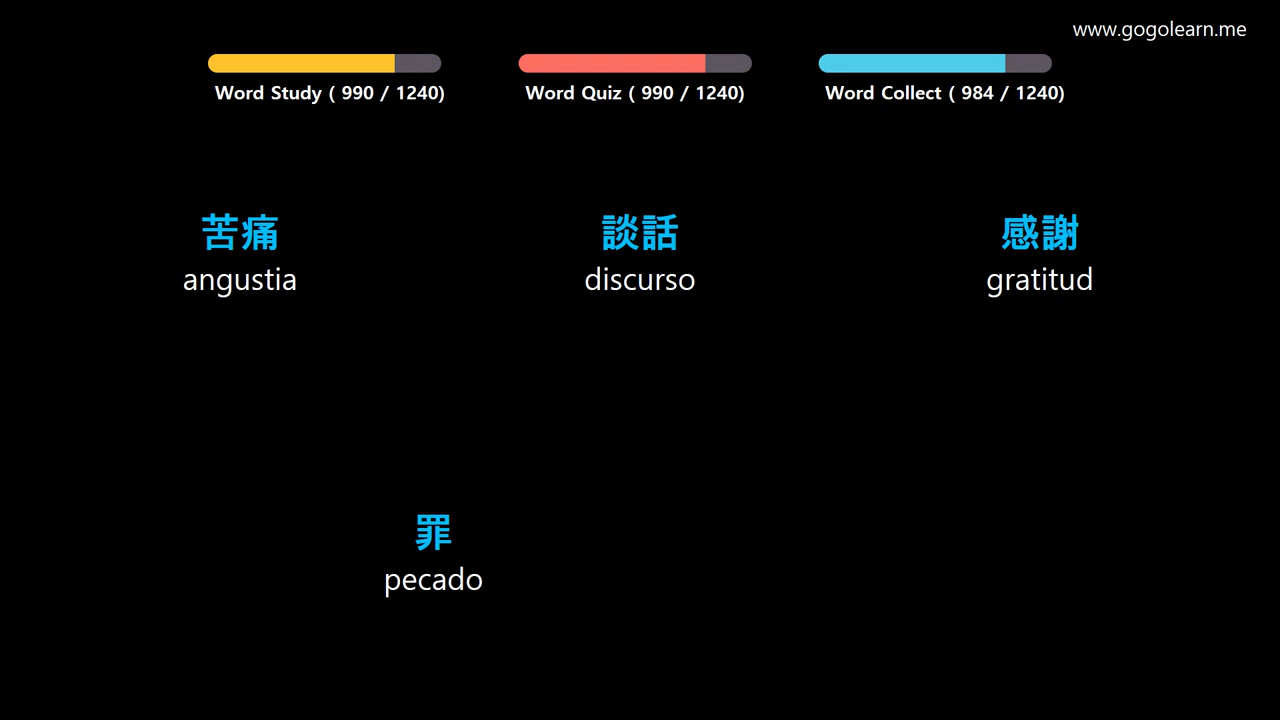 www.gogolearn.me
Word Study ( 990 / 1240)
Word Quiz ( 990 / 1240)
Word Collect ( 984 / 1240)
苦痛
angustia
談話
discurso
感謝
gratitud
罪
pecado